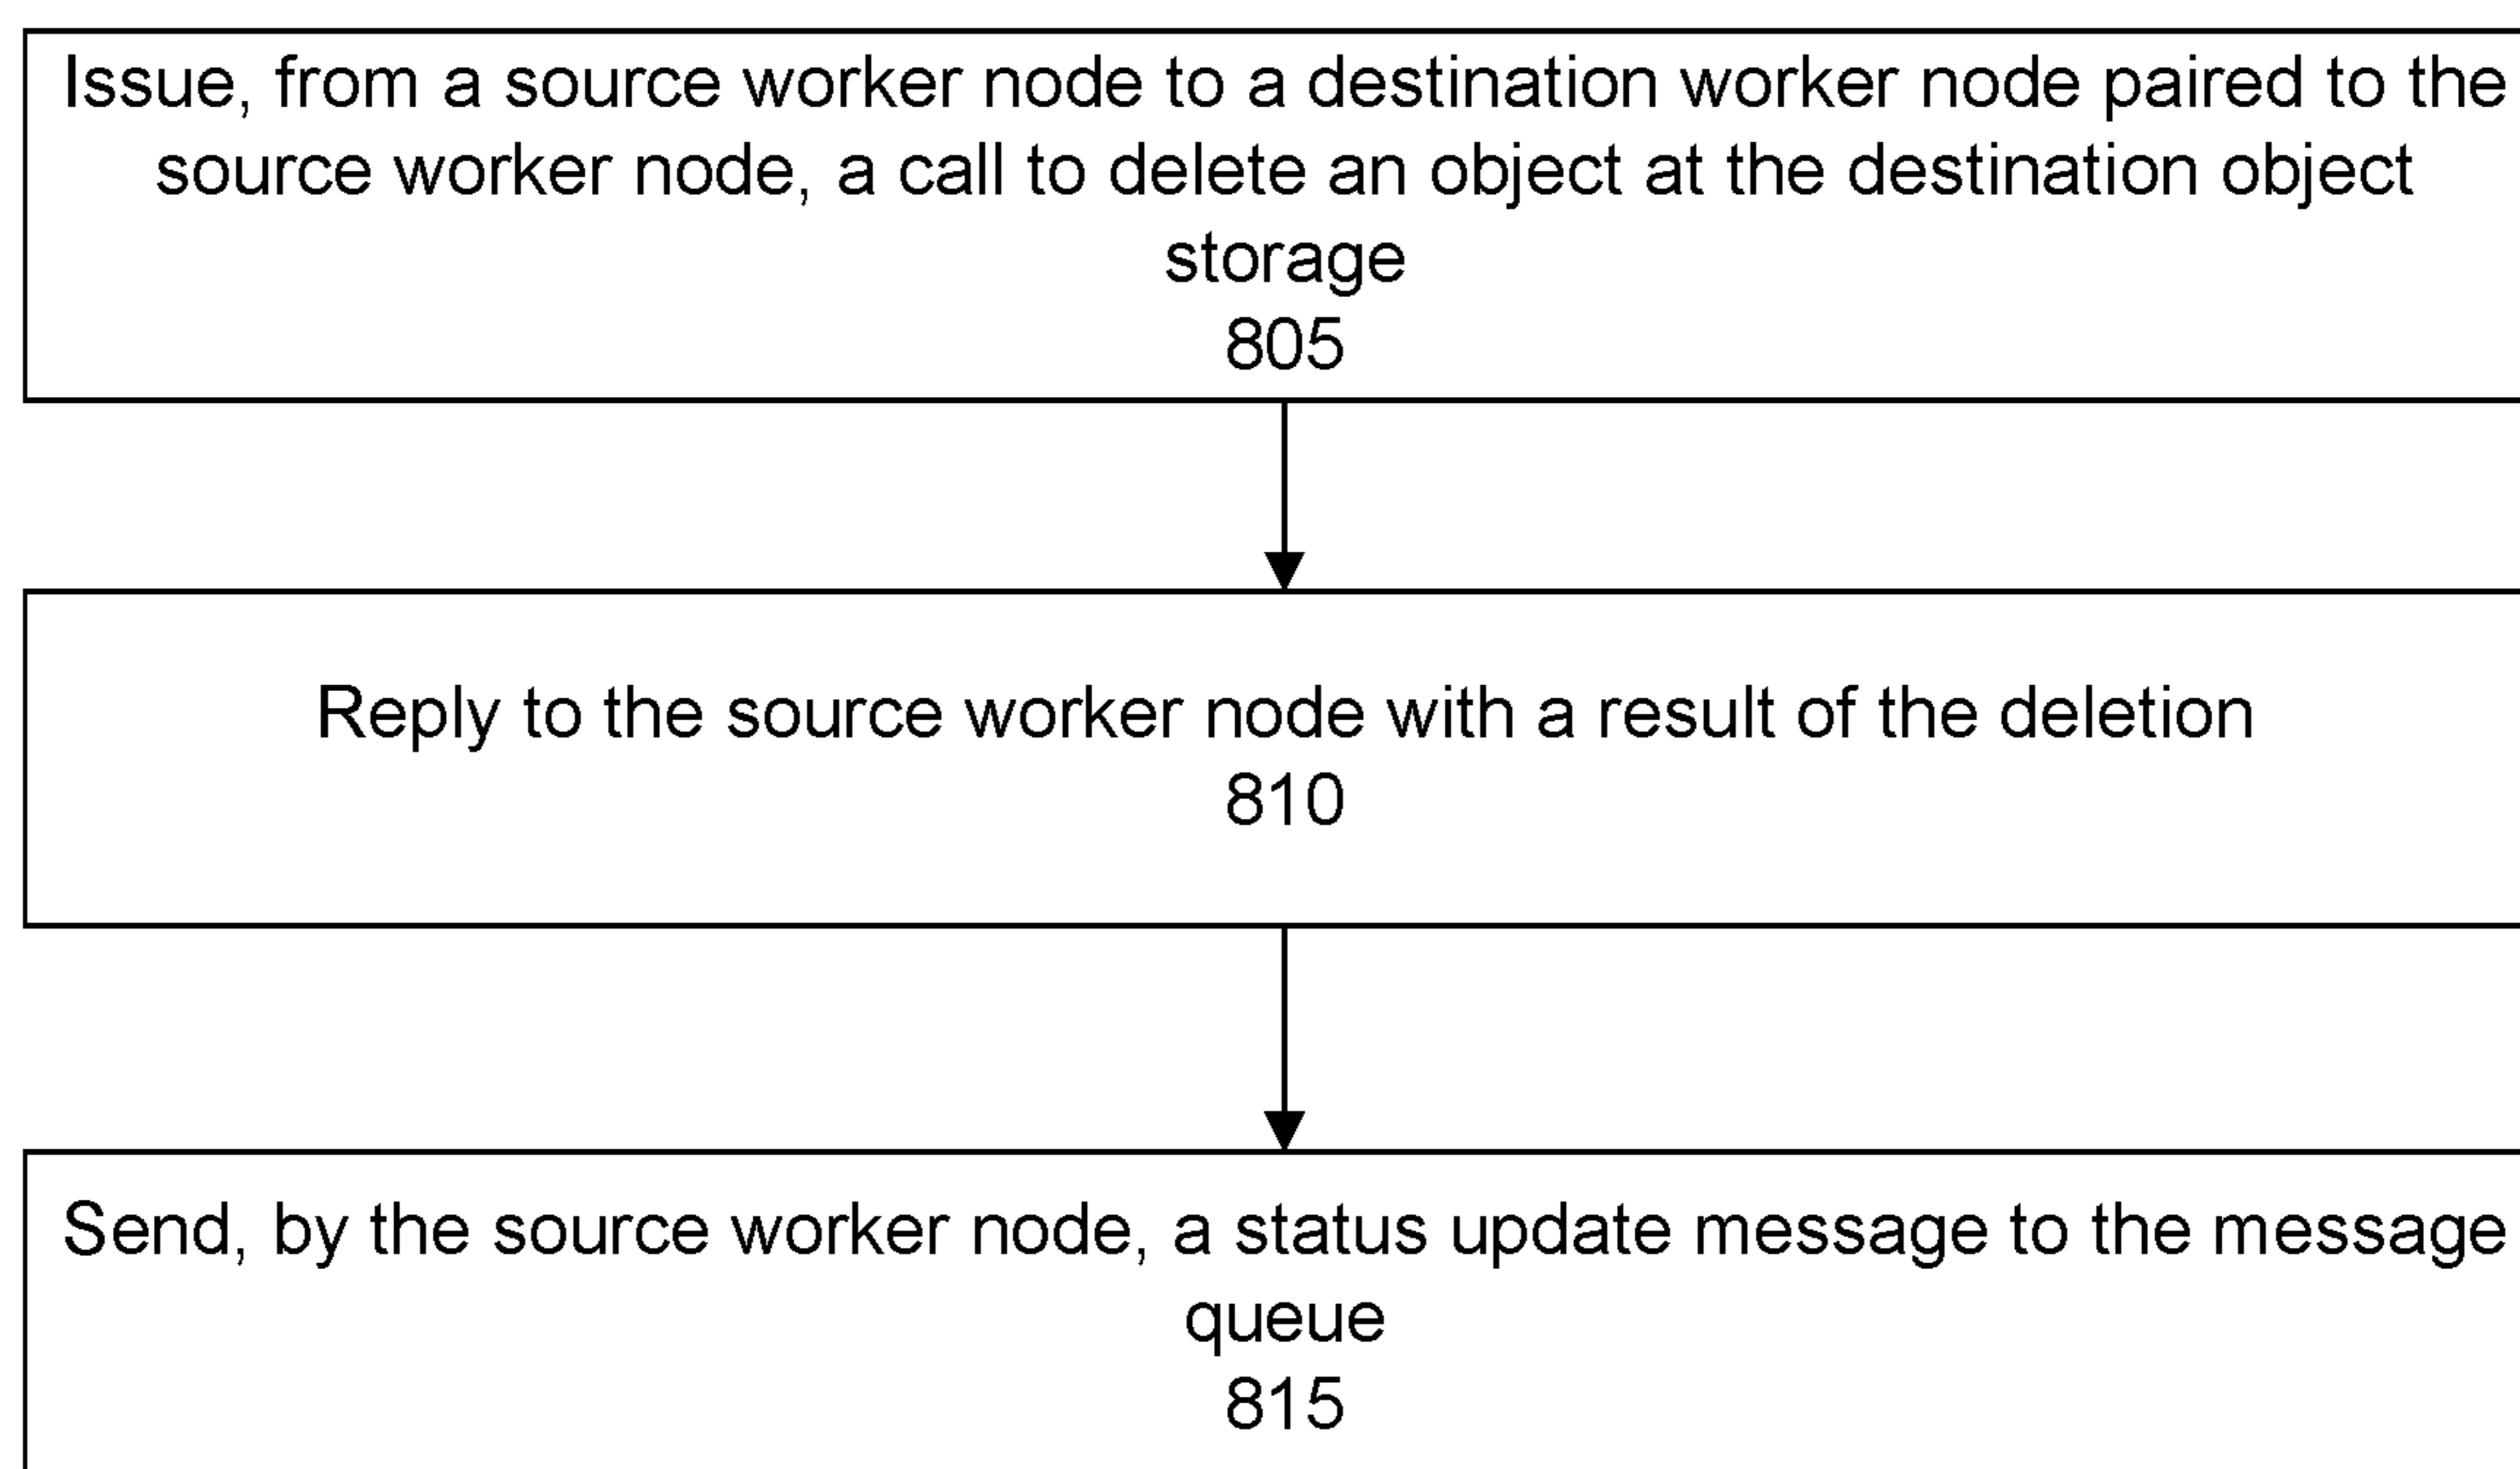 Issue, from a source worker node to a destination worker node paired to the
source worker node, a call to delete an object at the destination object
storage
805
Reply to the source worker node with a result of the deletion
810
Send, by the source worker node, a status update message to the message
queue
815